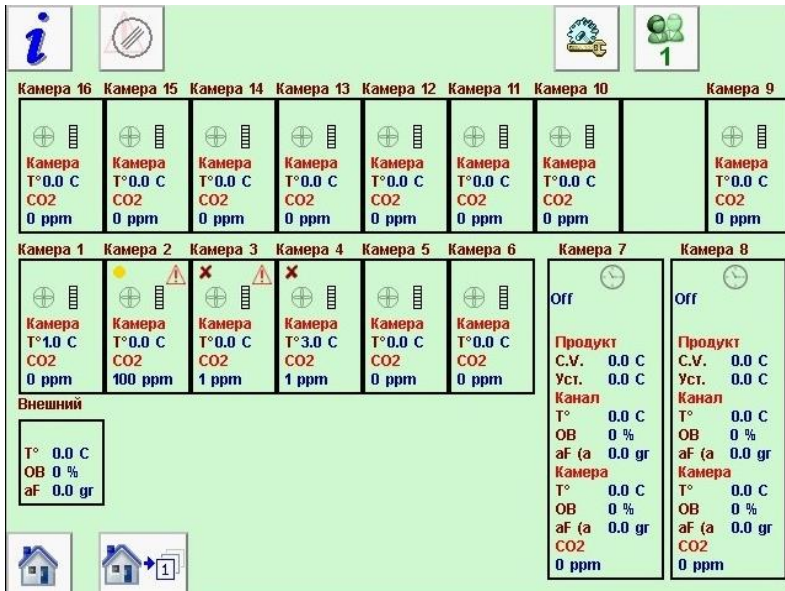 1
Камера 16 Камера 15 Камера 14 Камера 13 Камера 12 Камера 11 Камера 10 Камера 9
Камера Камера Камера Камера Камера Камера Камера Камера
T°0.0 C T°0.0 C T°0.0 C T°0.0 C T°0.0 C T°0.0 C T°0.0 C T°0.0 C
CO2 CO2 CO2 CO2 CO2 CO2 CO2 CO2
0 ppm 0 ppm 0 ppm 0 ppm 0 ppm 0 ppm 0 ppm 0 ppm
Камера 1 Камера 2 Камера 3 Камера 4 Камера 5 Камера 6 Камера 7 Камера 8
Камера Камера Камера Камера Камера Камера
T°1.0 C T°0.0 C T°0.0 C T°3.0 C T°0.0 C T°0.0 C
CO2 CO2 CO2 CO2 CO2 CO2
0 ppm 100 ppm 1 ppm 1 ppm 0 ppm 0 ppm
Off Off
Продукт Продукт
C.V. 0.0 C C.V. 0.0 C
Уст. 0.0 C Уст. 0.0 C
Канал Канал
T° 0.0 C T° 0.0 C
ОВ 0 % ОВ 0 %
aF (a 0.0 gr aF (a 0.0 gr
Камера Камера
T° 0.0 C T° 0.0 C
ОВ 0 % ОВ 0 %
aF (a 0.0 gr aF (a 0.0 gr
CO2 CO2
0 ppm 0 ppm
Внешний
T° 0.0 C
ОВ 0 %
aF 0.0 gr
1